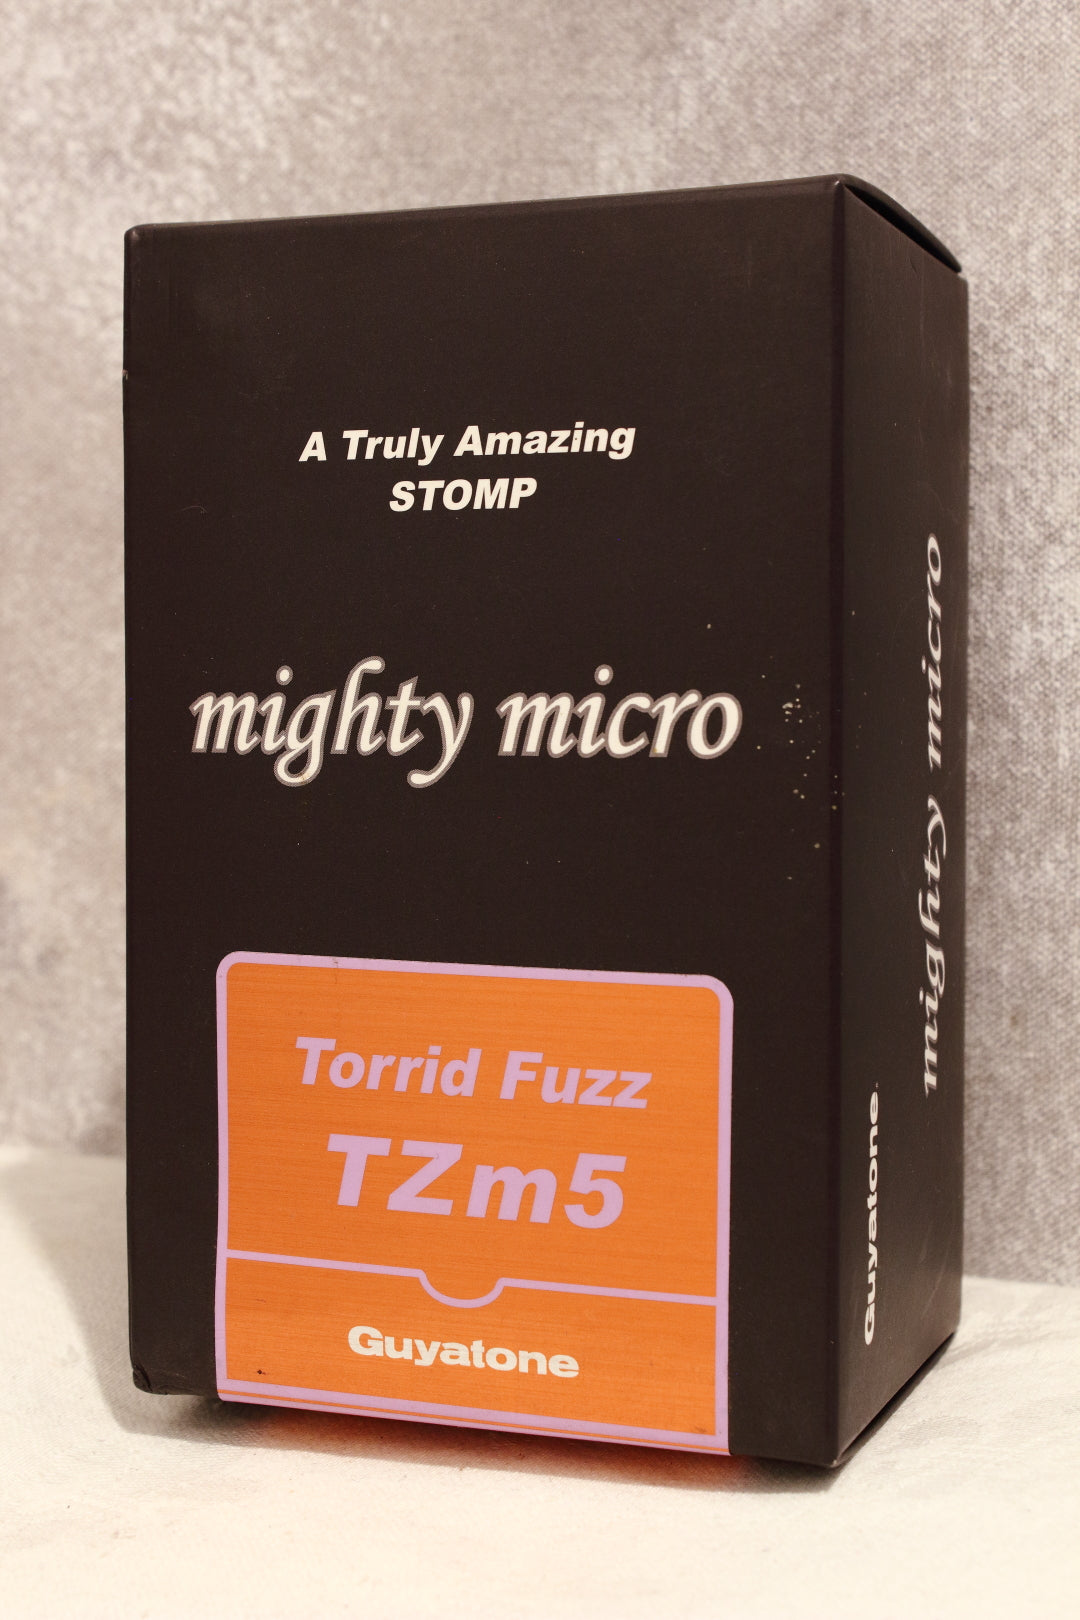 A Truly Amazing
STOMP
mighty micro
Torrid Fuzz
TZm5
Guyatone
mighty micro
Guyatone